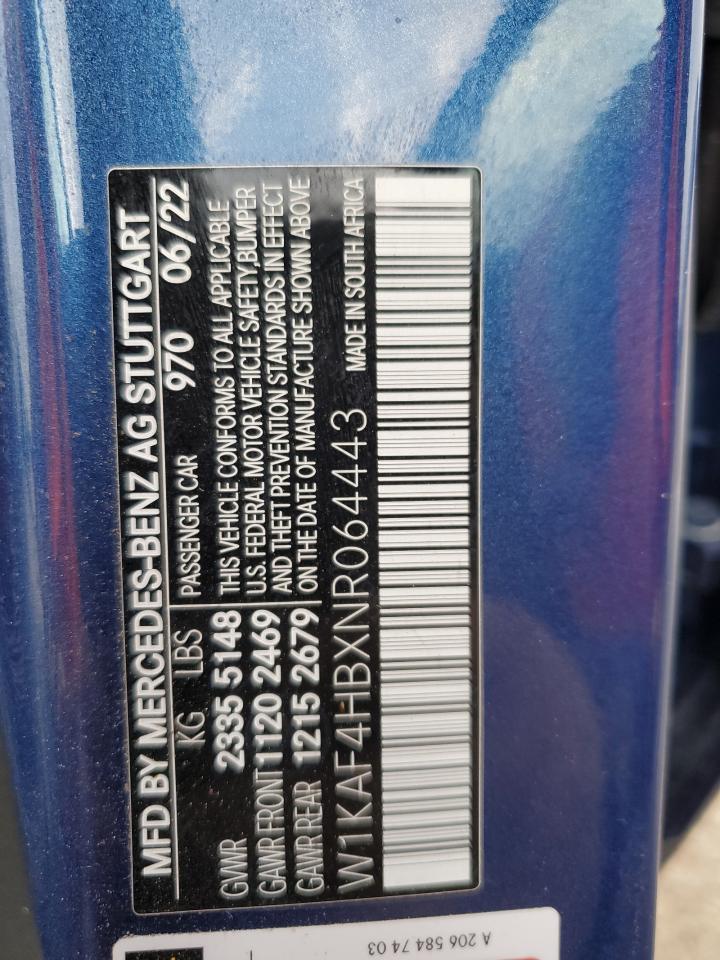 MFD BY MERCEDES-BENZ AG STUTTGART
KG LBS PASSENGER CAR 970 06/22
GVWR 2335 5148 THIS VEHICLE CONFORMS TO ALL APPLICABLE
U.S. FEDERAL MOTOR VEHICLE SAFETY,BUMPER
GAWR FRONT 1120 2469 AND THEFT PREVENTION STANDARDS IN EFFECT
GAWR REAR 1215 2679 ON THE DATE OF MANUFACTURE SHOWN ABOVE
W1KAF4HBXNR064443 MADE IN SOUTH AFRICA
A 206 584 74 03